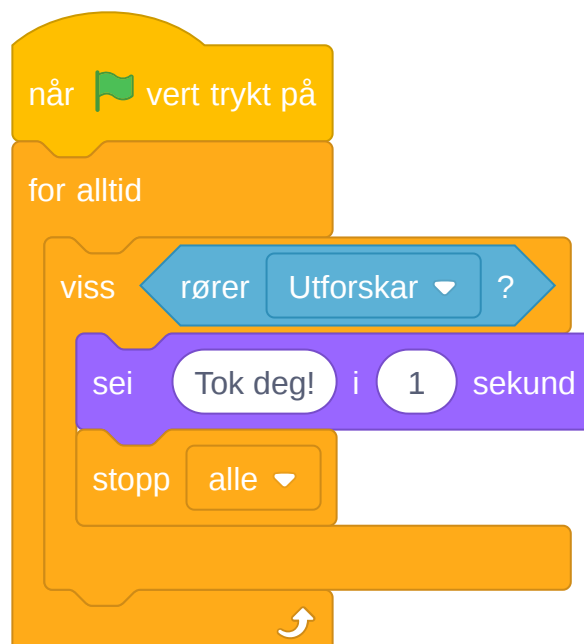 når vert trykt på
for alltid
viss rører Utforskar ?
sei Tok deg! i 1 sekund
stopp alle